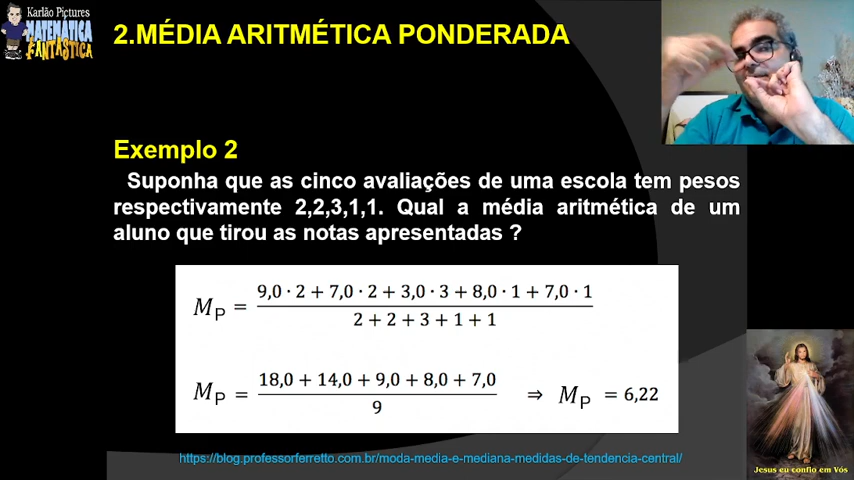 Karlão Pictures
MATEMÁTICA
FANTÁSTICA
2.MÉDIA ARITMÉTICA PONDERADA
Exemplo 2
Suponha que as cinco avaliações de uma escola tem pesos
respectivamente 2,2,3,1,1. Qual a média aritmética de um
aluno que tirou as notas apresentadas ?
M_P = (9,0 · 2 + 7,0 · 2 + 3,0 · 3 + 8,0 · 1 + 7,0 · 1) / (2 + 2 + 3 + 1 + 1)
M_P = (18,0 + 14,0 + 9,0 + 8,0 + 7,0) / 9 ⇒ M_P = 6,22
https://blog.professorferretto.com.br/moda-media-e-mediana-medidas-de-tendencia-central/
Jesus eu confio em Vós